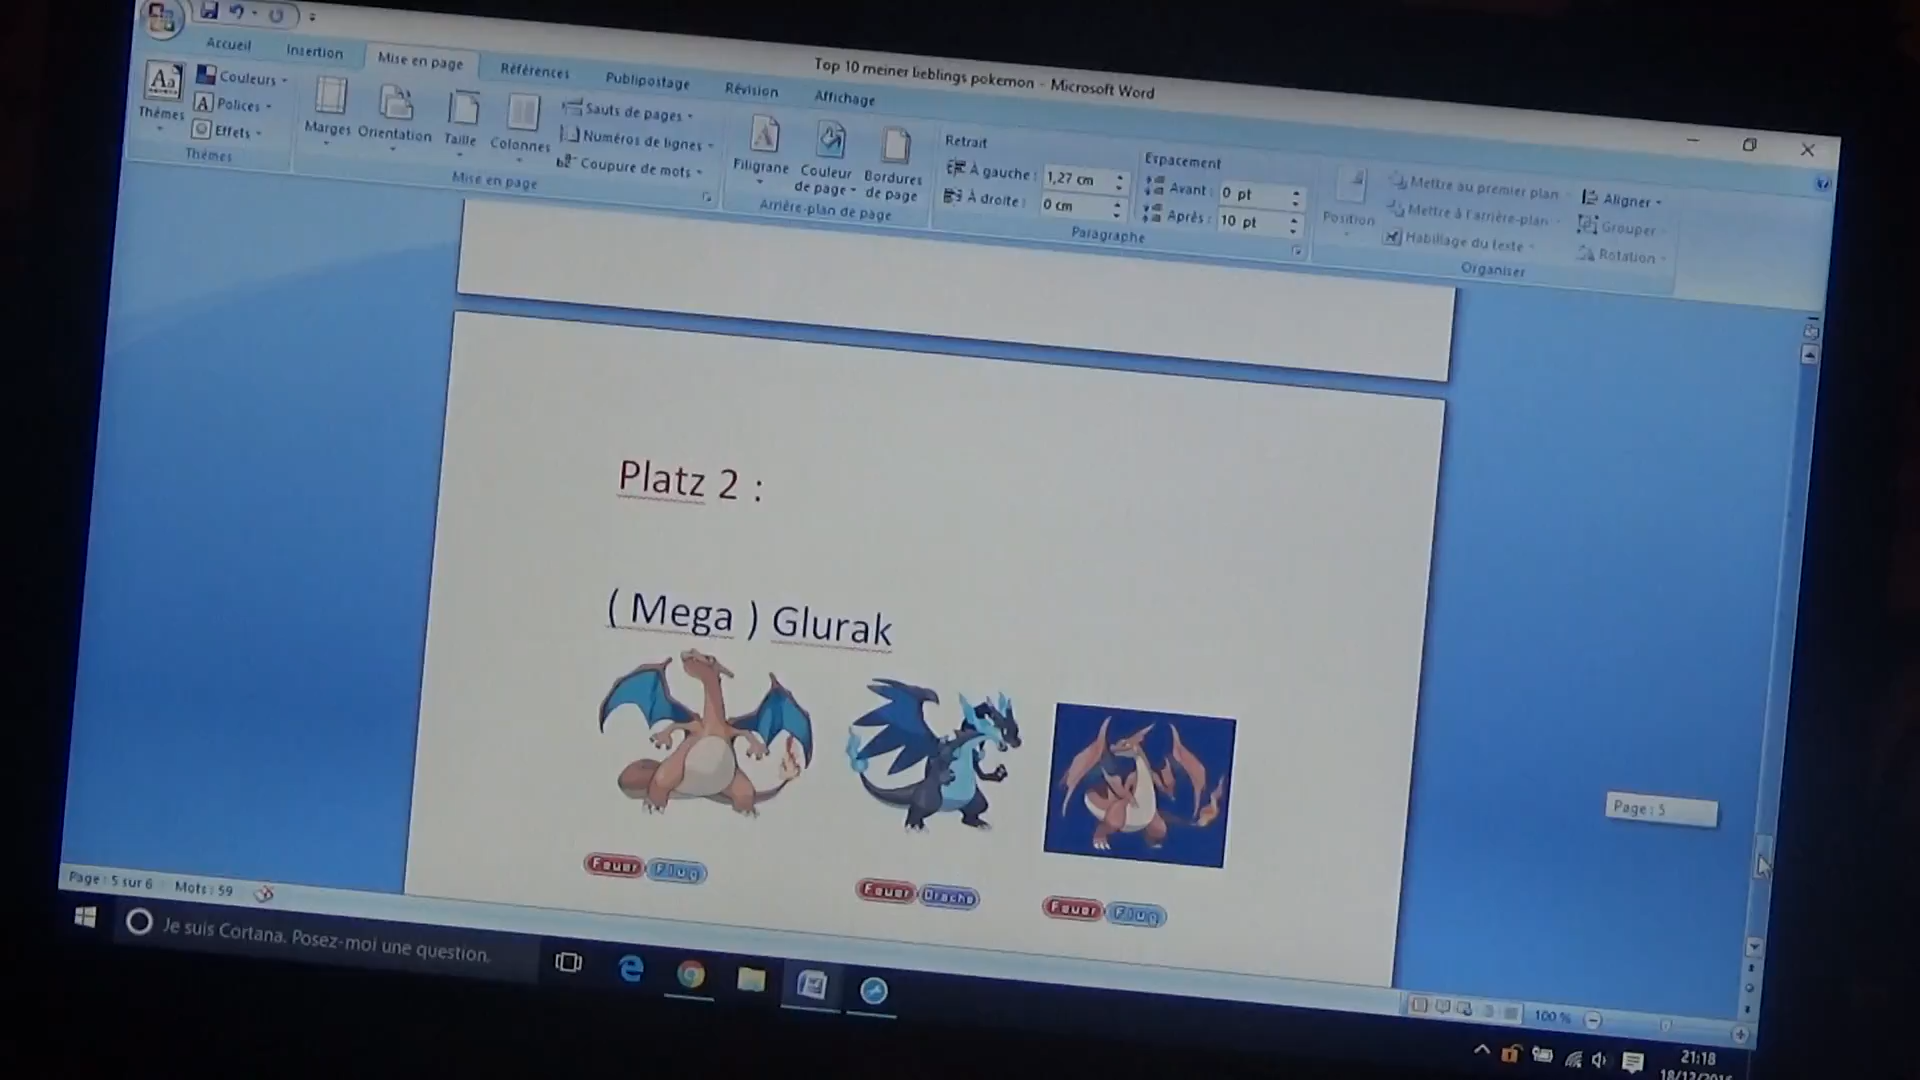 Top 10 meiner lieblings pokemon - Microsoft Word
Accueil Insertion Mise en page Références Publipostage Révision Affichage
Thèmes
Couleurs
Polices
Effets
Thèmes
Marges Orientation Taille Colonnes
Sauts de pages
Numéros de lignes
Coupure de mots
Mise en page
Filigrane
Couleur de page
Bordures de page
Arrière-plan de page
Retrait
À gauche : 1,27 cm
À droite : 0 cm
Espacement
Avant : 0 pt
Après : 10 pt
Paragraphe
Position
Mettre au premier plan
Mettre à l'arrière-plan
Habillage du texte
Aligner
Grouper
Rotation
Organiser
Platz 2 :
( Mega ) Glurak
Feuer Flug
Feuer Drache
Feuer Flug
Page : 5
Page : 5 sur 6 Mots : 59
100 %
Je suis Cortana. Posez-moi une question.
21:18